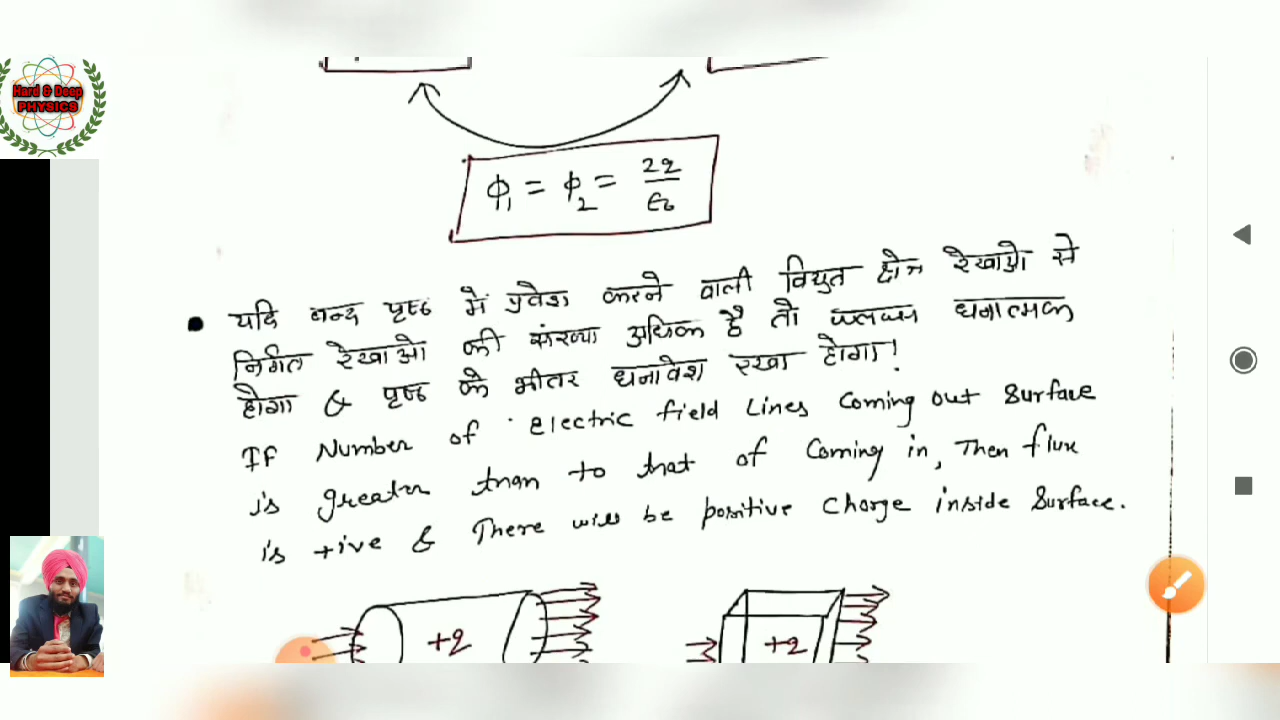 Hard & Deep
PHYSICS
ϕ₁ = ϕ₂ = 2q/ε₀
यदि बन्द पृष्ठ में प्रवेश करने वाली विद्युत क्षेत्र रेखाओ से
निर्गत रेखाओ की संख्या अधिक है तो फ्लक्स धनात्मक
होगा & पृष्ठ के भीतर धनावेश रखा होगा!
IF Number of Electric field Lines Coming out Surface
is greater than to that of Coming in, Then flux
is +ive & There will be positive Charge inside Surface.
+q +q